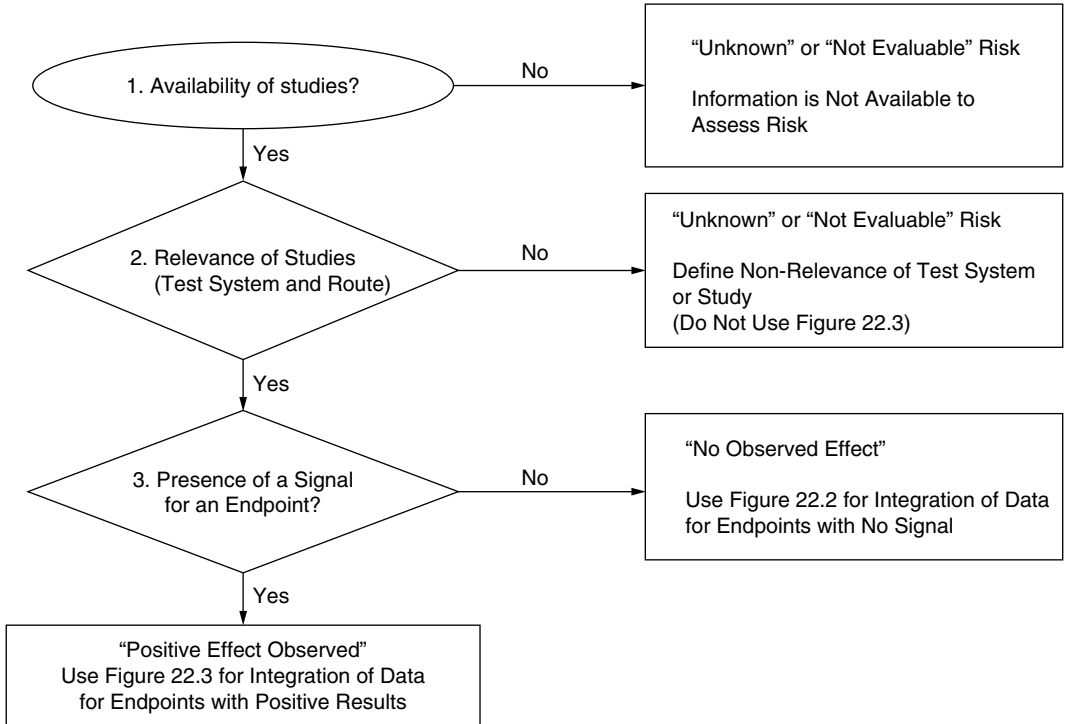 1. Availability of studies?
No
“Unknown” or “Not Evaluable” Risk
Information is Not Available to
Assess Risk
Yes
2. Relevance of Studies
(Test System and Route)
No
“Unknown” or “Not Evaluable” Risk
Define Non-Relevance of Test System
or Study
(Do Not Use Figure 22.3)
Yes
3. Presence of a Signal
for an Endpoint?
No
“No Observed Effect”
Use Figure 22.2 for Integration of Data
for Endpoints with No Signal
Yes
“Positive Effect Observed”
Use Figure 22.3 for Integration of Data
for Endpoints with Positive Results